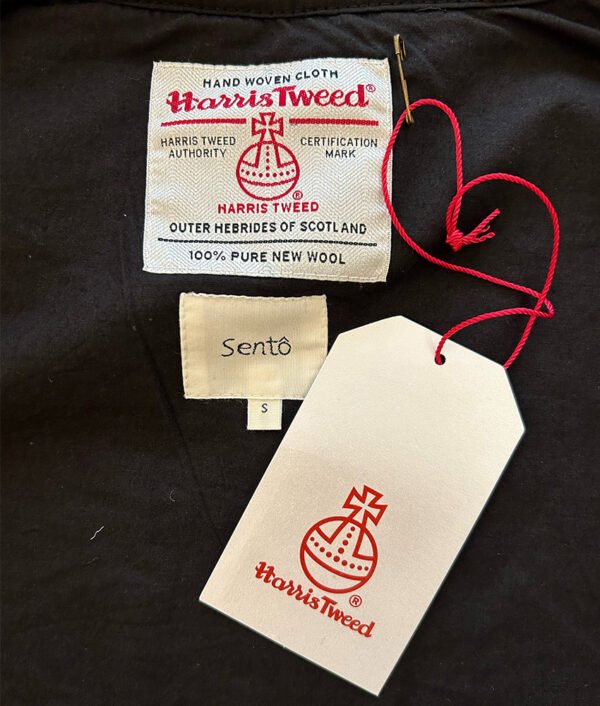 HAND WOVEN CLOTH
Harris Tweed®
HARRIS TWEED CERTIFICATION
AUTHORITY MARK
®
HARRIS TWEED
OUTER HEBRIDES OF SCOTLAND
100% PURE NEW WOOL
Sentô
S
®
Harris Tweed